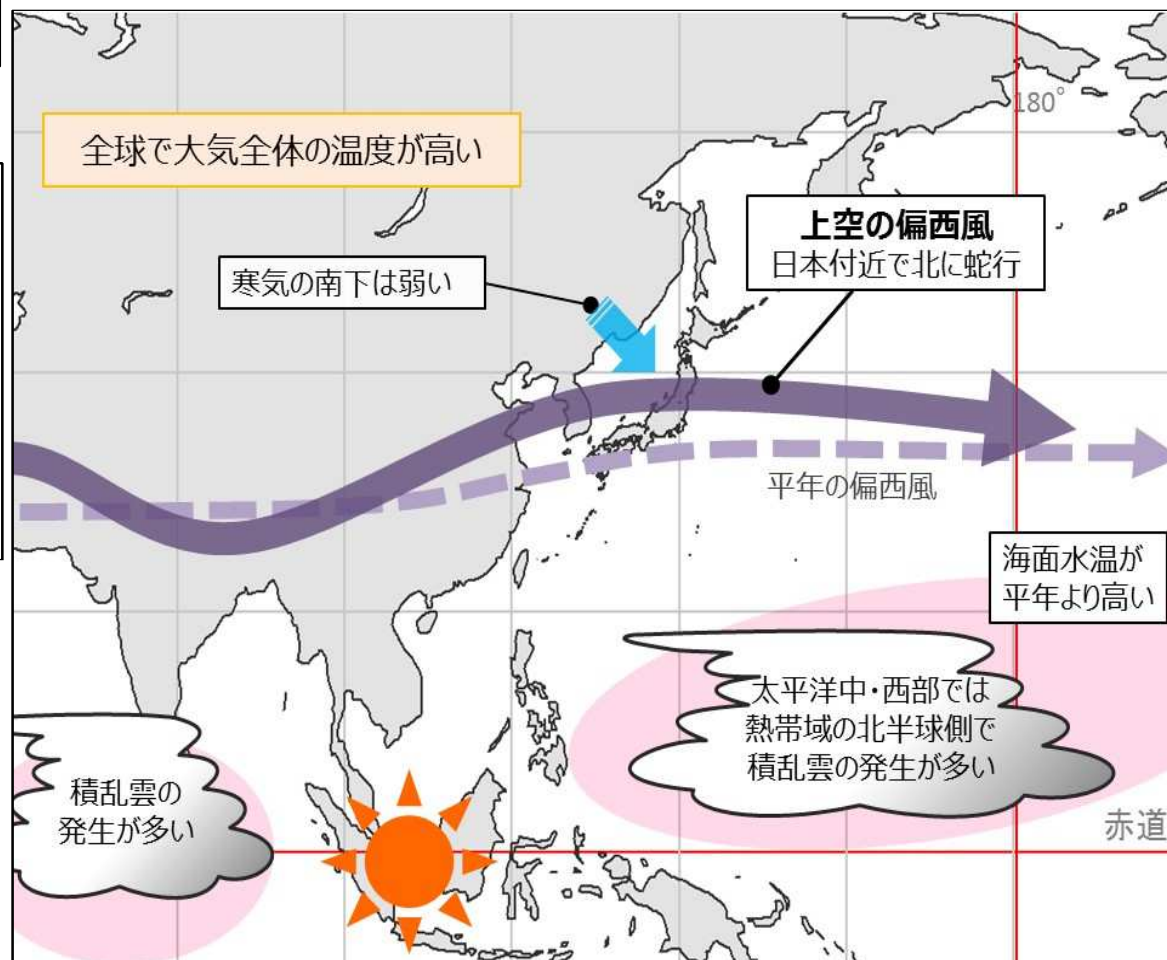 180°
全球で大気全体の温度が高い
上空の偏西風
日本付近で北に蛇行
寒気の南下は弱い
平年の偏西風
海面水温が
平年より高い
太平洋中・西部では
熱帯域の北半球側で
積乱雲の発生が多い
積乱雲の
発生が多い
赤道